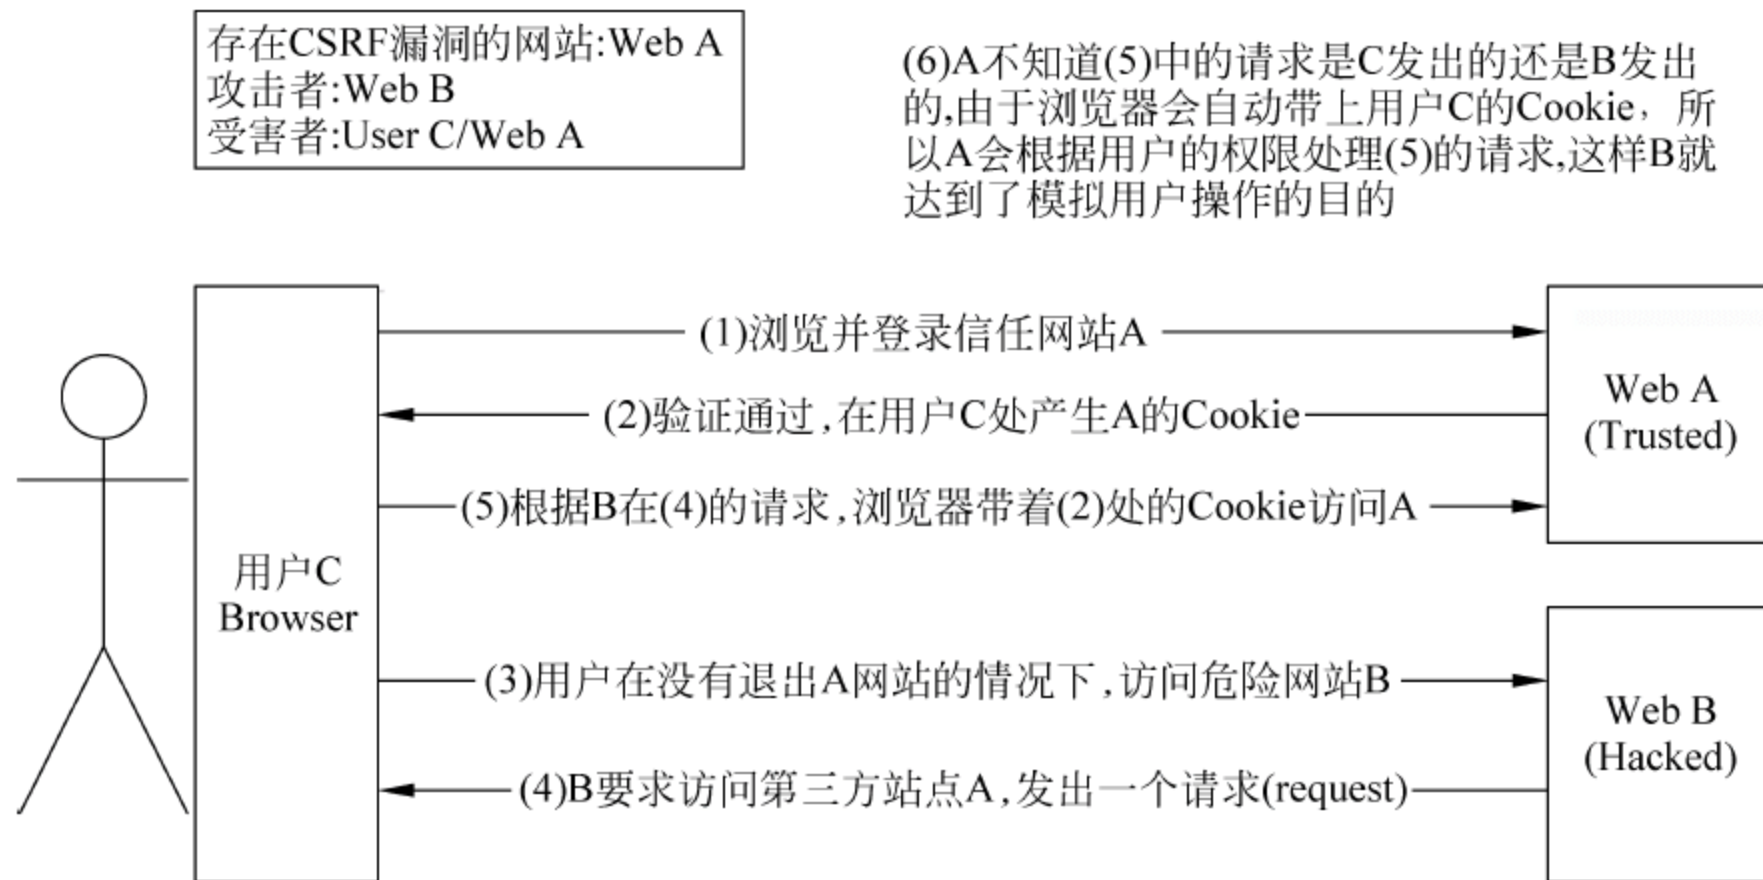 存在CSRF漏洞的网站:Web A
攻击者:Web B
受害者:User C/Web A
(6)A不知道(5)中的请求是C发出的还是B发出
的,由于浏览器会自动带上用户C的Cookie，所
以A会根据用户的权限处理(5)的请求,这样B就
达到了模拟用户操作的目的
(1)浏览并登录信任网站A
(2)验证通过,在用户C处产生A的Cookie
(5)根据B在(4)的请求,浏览器带着(2)处的Cookie访问A
(3)用户在没有退出A网站的情况下,访问危险网站B
(4)B要求访问第三方站点A,发出一个请求(request)
用户C
Browser
Web A
(Trusted)
Web B
(Hacked)